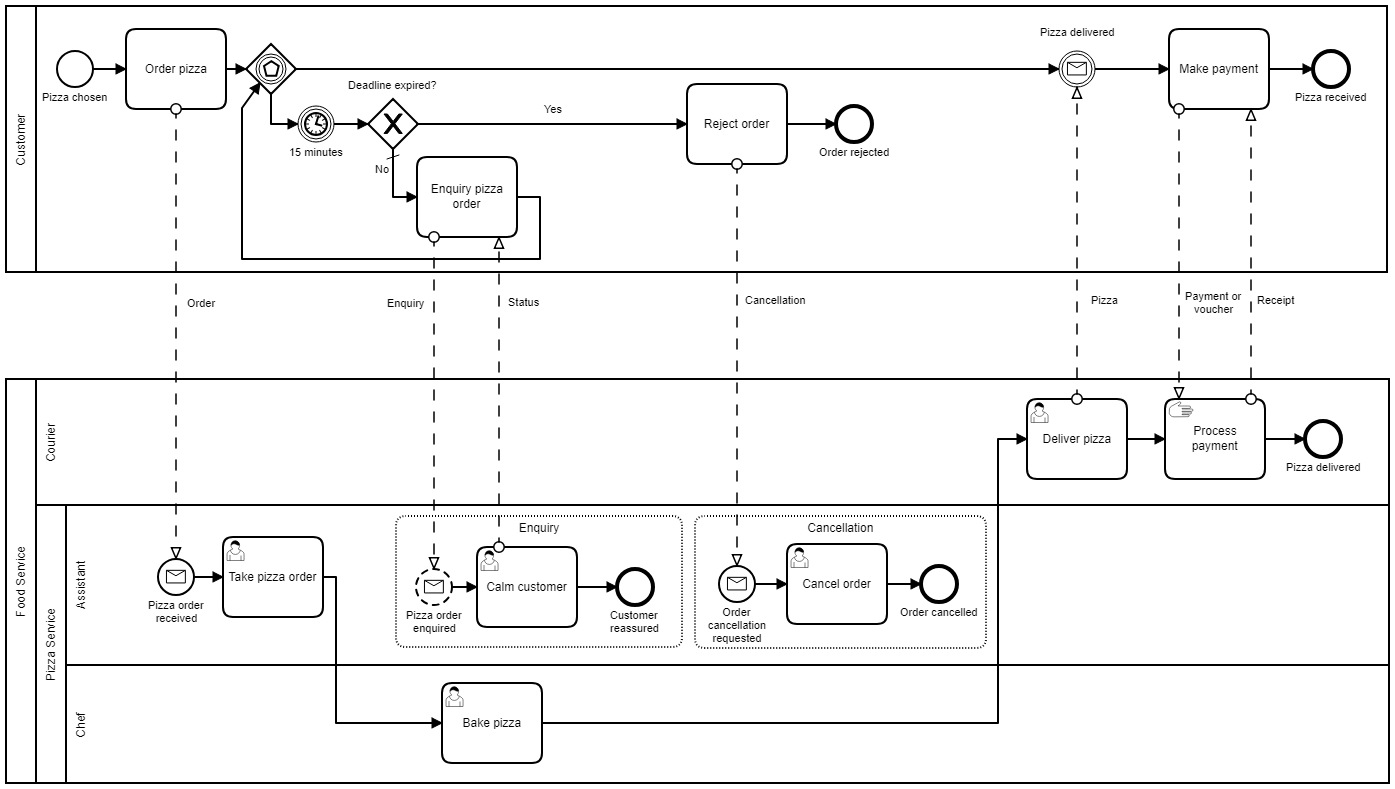 Customer
Pizza chosen
Order pizza
Deadline expired?
15 minutes
Yes
No
Enquiry pizza
order
Reject order
Order rejected
Pizza delivered
Make payment
Pizza received
Order
Enquiry
Status
Cancellation
Pizza
Payment or
voucher
Receipt
Food Service
Courier
Deliver pizza
Process
payment
Pizza delivered
Pizza Service
Assistant
Pizza order
received
Take pizza order
Enquiry
Pizza order
enquired
Calm customer
Customer
reassured
Cancellation
Order
cancellation
requested
Cancel order
Order cancelled
Chef
Bake pizza